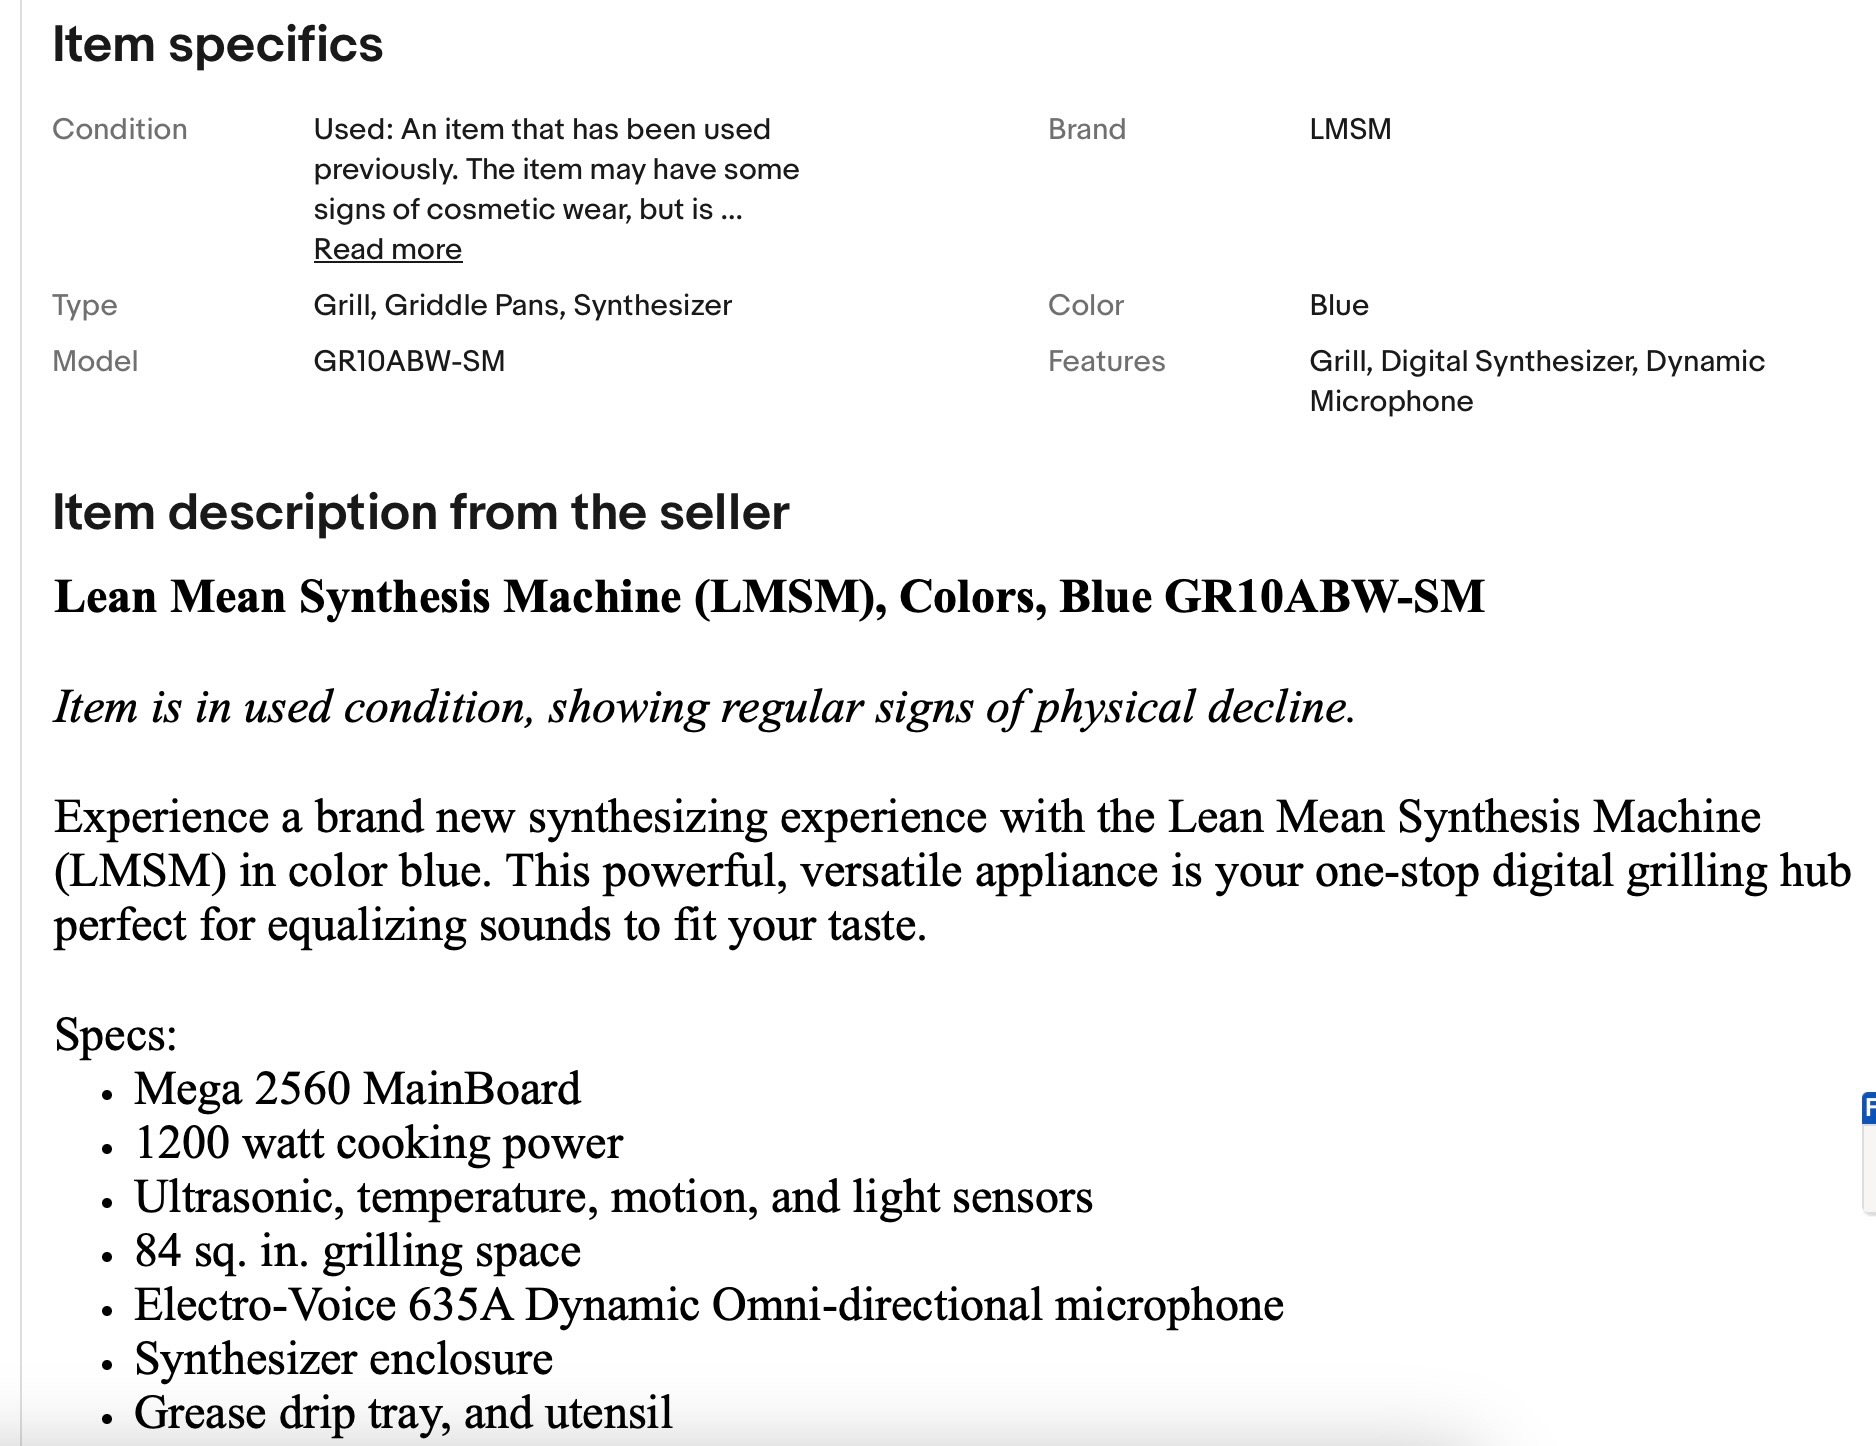 Item specifics
Condition
Used: An item that has been used
previously. The item may have some
signs of cosmetic wear, but is ...
Read more
Brand
LMSM
Type
Grill, Griddle Pans, Synthesizer
Color
Blue
Model
GR10ABW-SM
Features
Grill, Digital Synthesizer, Dynamic
Microphone
Item description from the seller
Lean Mean Synthesis Machine (LMSM), Colors, Blue GR10ABW-SM
Item is in used condition, showing regular signs of physical decline.
Experience a brand new synthesizing experience with the Lean Mean Synthesis Machine
(LMSM) in color blue. This powerful, versatile appliance is your one-stop digital grilling hub
perfect for equalizing sounds to fit your taste.
Specs:
• Mega 2560 MainBoard
• 1200 watt cooking power
• Ultrasonic, temperature, motion, and light sensors
• 84 sq. in. grilling space
• Electro-Voice 635A Dynamic Omni-directional microphone
• Synthesizer enclosure
• Grease drip tray, and utensil